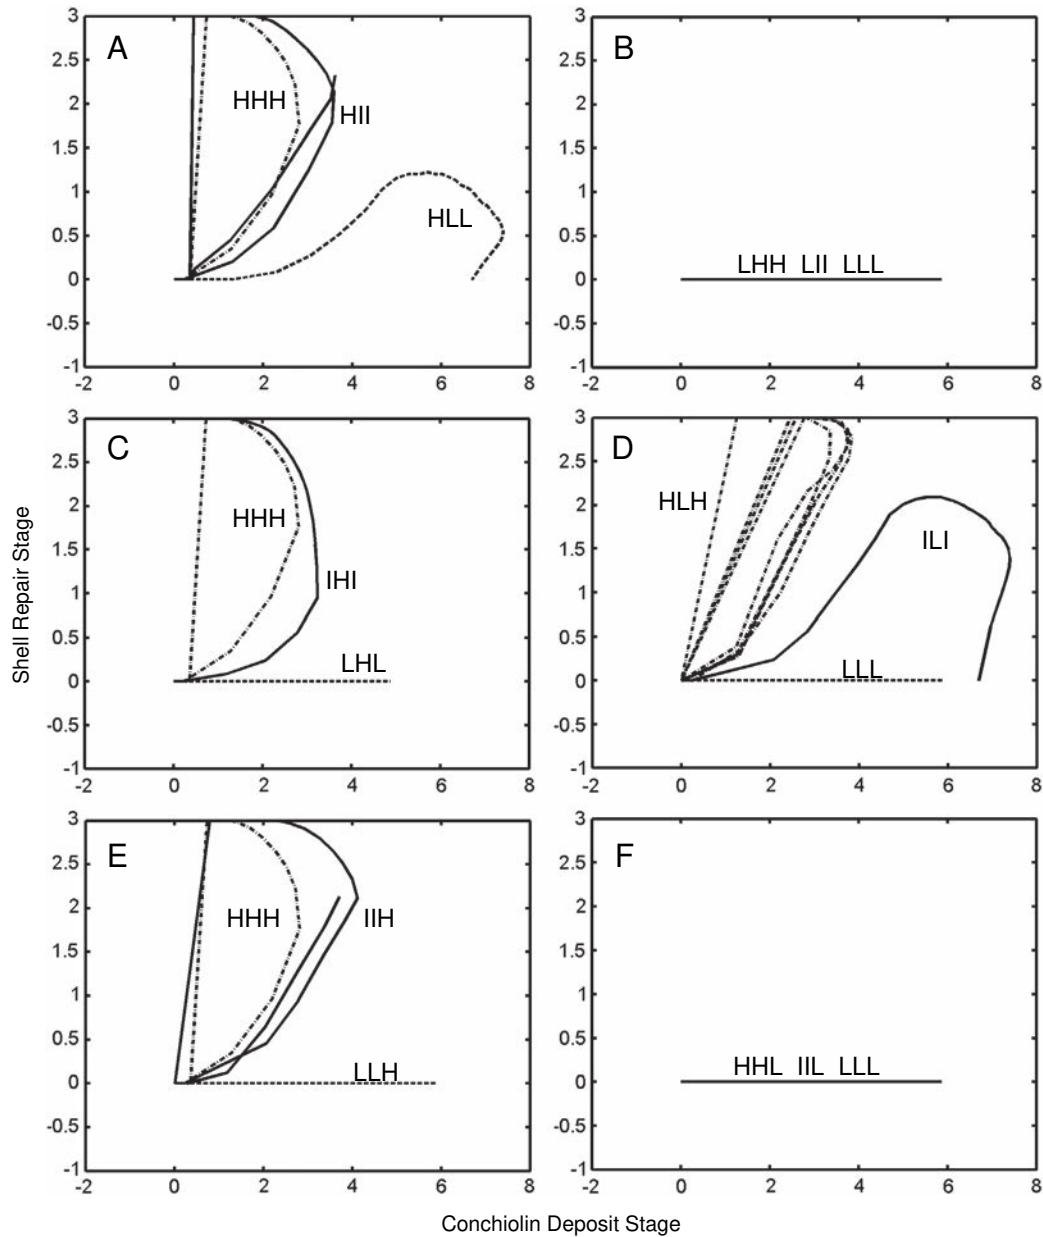 A
3
2.5
2
1.5
1
0.5
0
-0.5
-1
HHH
HII
HLL
-2 0 2 4 6 8
B
3
2.5
2
1.5
1
0.5
0
-0.5
-1
LHH LII LLL
-2 0 2 4 6 8
C
3
2.5
2
1.5
1
0.5
0
-0.5
-1
HHH
IHI
LHL
-2 0 2 4 6 8
D
3
2.5
2
1.5
1
0.5
0
-0.5
-1
HLH
ILI
LLL
-2 0 2 4 6 8
E
3
2.5
2
1.5
1
0.5
0
-0.5
-1
HHH
IIH
LLH
-2 0 2 4 6 8
F
3
2.5
2
1.5
1
0.5
0
-0.5
-1
HHL IIL LLL
-2 0 2 4 6 8
Shell Repair Stage
Conchiolin Deposit Stage